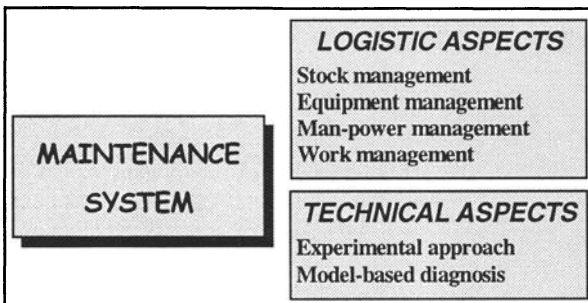 MAINTENANCE
SYSTEM
LOGISTIC ASPECTS
Stock management
Equipment management
Man-power management
Work management
TECHNICAL ASPECTS
Experimental approach
Model-based diagnosis